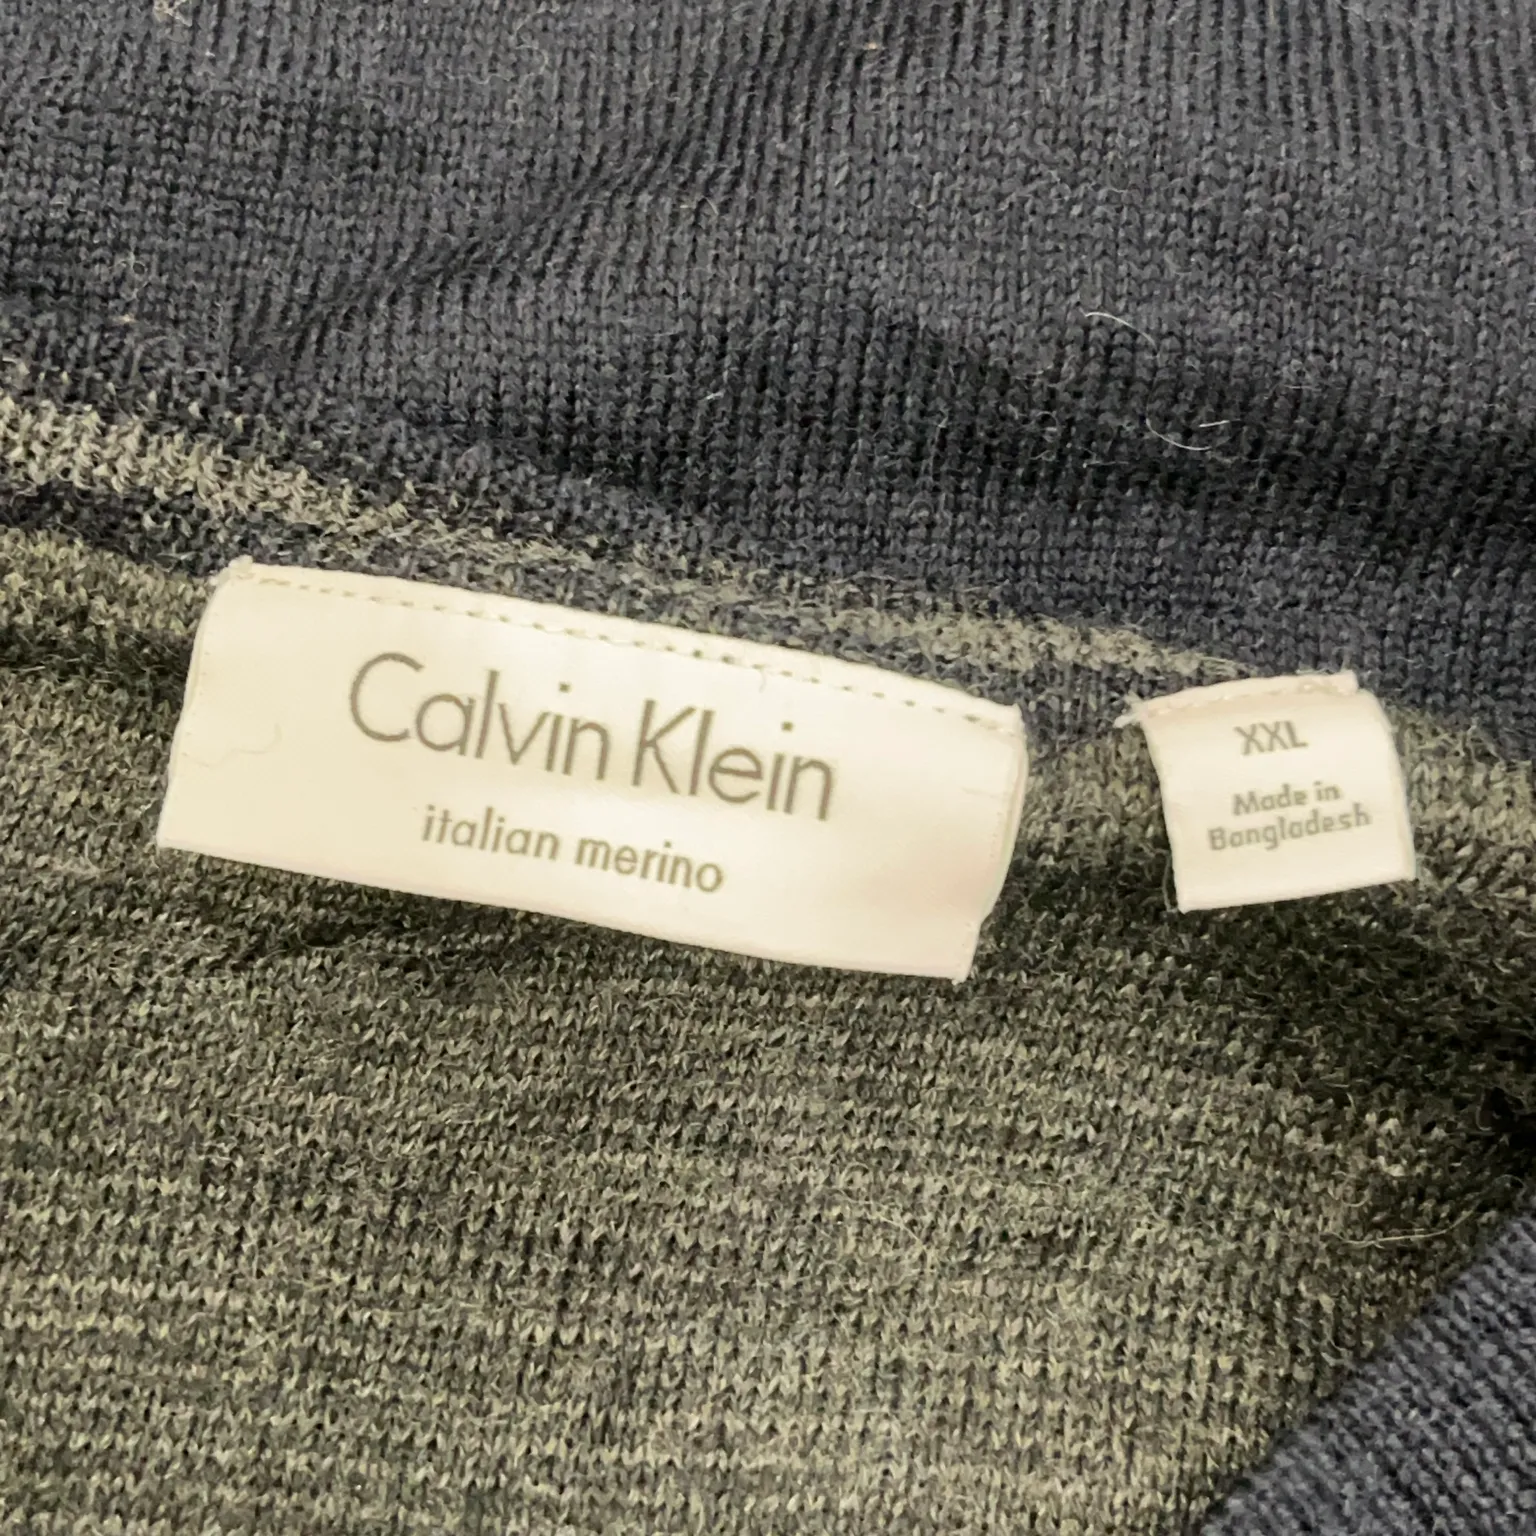 Calvin Klein
italian merino
XXL
Made in
Bangladesh